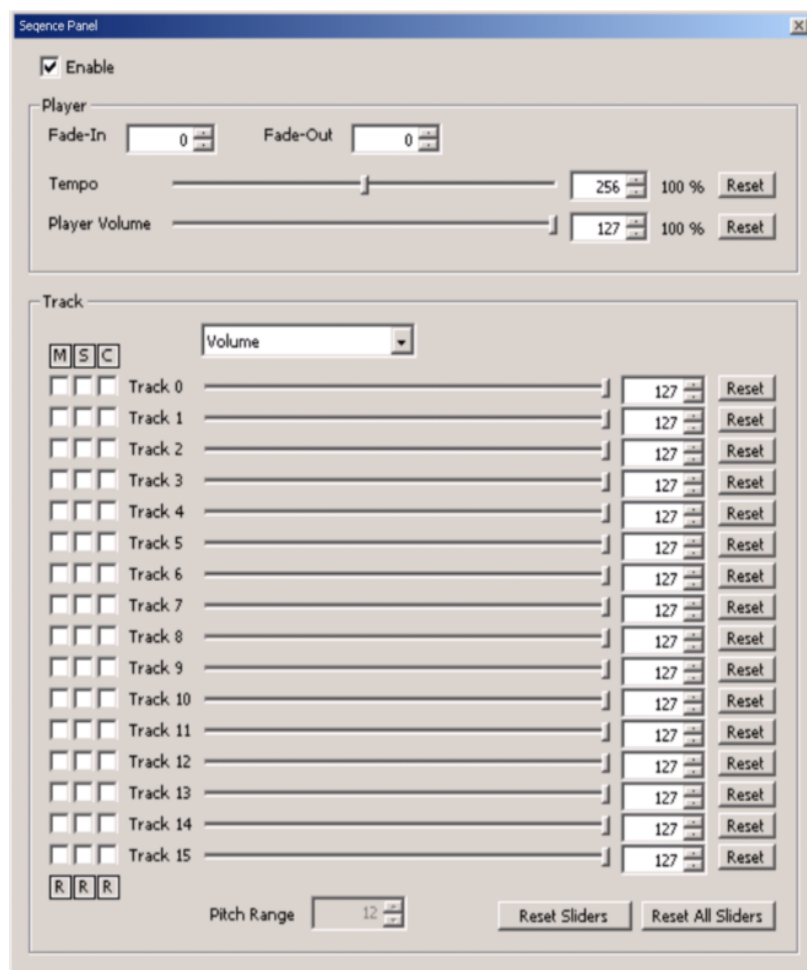 Seqence Panel
Enable
Player
Fade-In 0 Fade-Out 0
Tempo 256 100 % Reset
Player Volume 127 100 % Reset
Track
Volume
M S C
Track 0 127 Reset
Track 1 127 Reset
Track 2 127 Reset
Track 3 127 Reset
Track 4 127 Reset
Track 5 127 Reset
Track 6 127 Reset
Track 7 127 Reset
Track 8 127 Reset
Track 9 127 Reset
Track 10 127 Reset
Track 11 127 Reset
Track 12 127 Reset
Track 13 127 Reset
Track 14 127 Reset
Track 15 127 Reset
R R R
Pitch Range 12 Reset Sliders Reset All Sliders